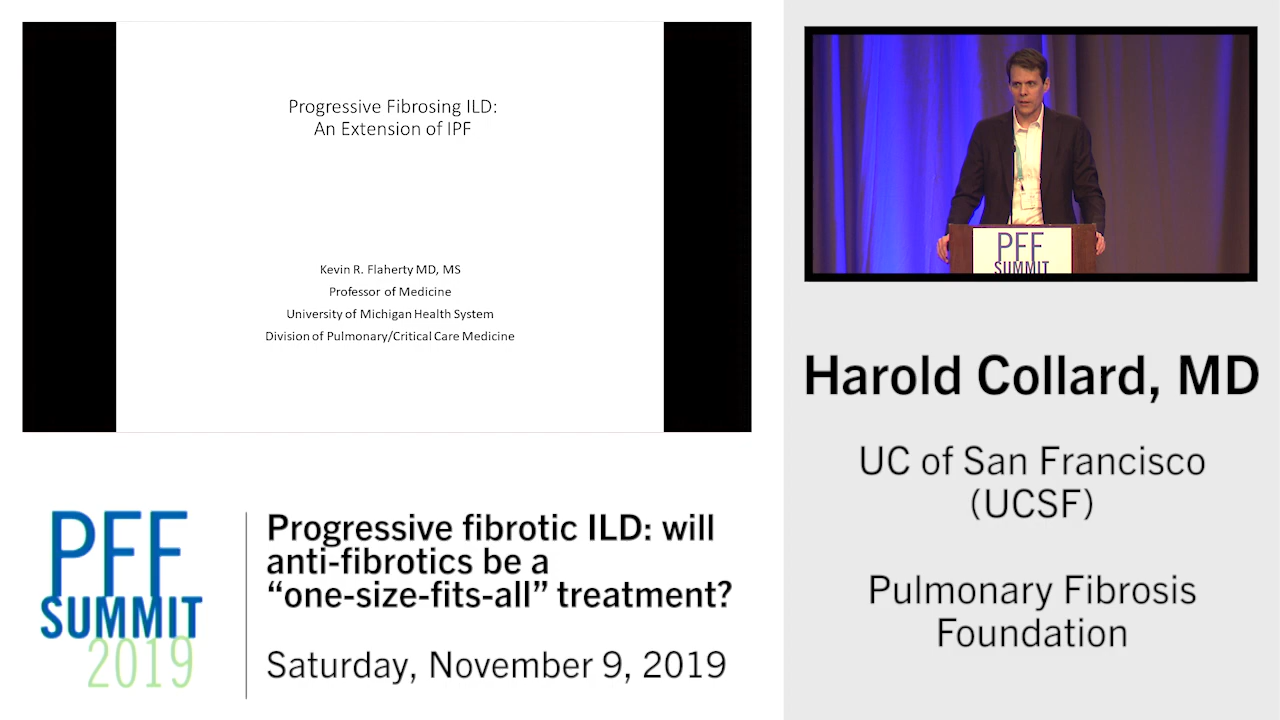 Progressive Fibrosing ILD:
An Extension of IPF
Kevin R. Flaherty MD, MS
Professor of Medicine
University of Michigan Health System
Division of Pulmonary/Critical Care Medicine
PFF
SUMMIT
Harold Collard, MD
UC of San Francisco
(UCSF)
Pulmonary Fibrosis
Foundation
PFF
SUMMIT
2019
Progressive fibrotic ILD: will
anti-fibrotics be a
“one-size-fits-all” treatment?
Saturday, November 9, 2019